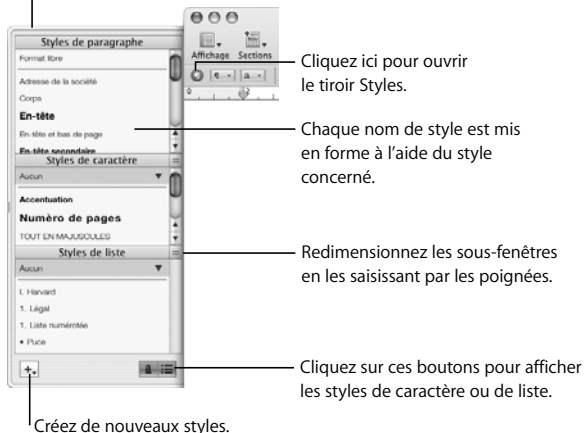 Styles de paragraphe
Format libre
Adresse de la société
Corps
En-tête
En-tête et bas de page
En-tête secondaire
Styles de caractère
Aucun
Accentuation
Numéro de pages
TOUT EN MAJUSCULES
Styles de liste
Aucun
I. Harvard
1. Légal
1. Liste numérotée
• Puce
Affichage Sections
¶ a
0 2
a
Cliquez ici pour ouvrir
le tiroir Styles.
Chaque nom de style est mis
en forme à l'aide du style
concerné.
Redimensionnez les sous-fenêtres
en les saisissant par les poignées.
Cliquez sur ces boutons pour afficher
les styles de caractère ou de liste.
Créez de nouveaux styles.